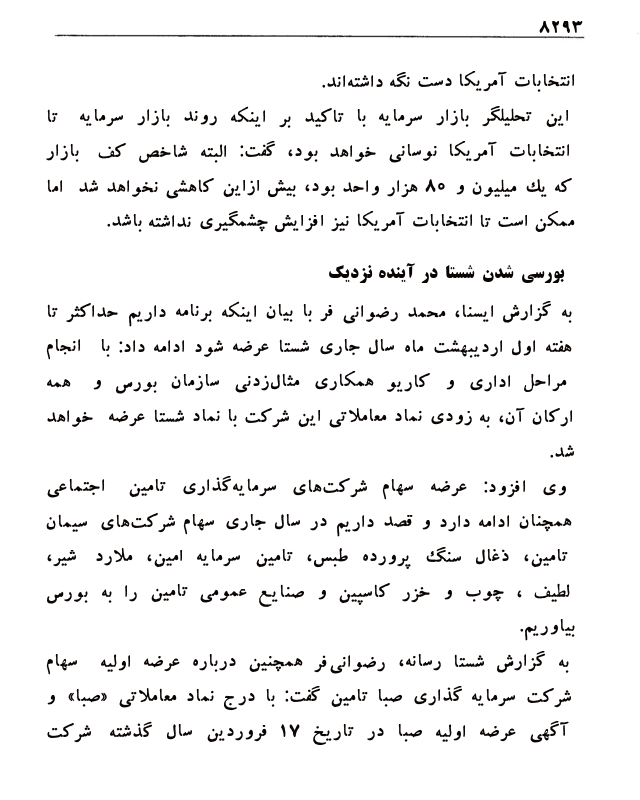 ۸۲۹۳
انتخابات آمریکا دست نگه داشته‌اند.
این تحلیلگر بازار سرمایه با تاکید بر اینکه روند بازار سرمایه تا
انتخابات آمریکا نوسانی خواهد بود، گفت: البته شاخص کف بازار
که یك میلیون و ۸۰ هزار واحد بود، بیش ازاین کاهشی نخواهد شد اما
ممکن است تا انتخابات آمریکا نیز افزایش چشمگیری نداشته باشد.
بورسی شدن شستا در آینده نزدیک
به گزارش ایسنا، محمد رضوانی فر با بیان اینکه برنامه داریم حداکثر تا
هفته اول اردیبهشت ماه سال جاری شستا عرضه شود ادامه داد: با انجام
مراحل اداری و کاریو همکاری مثال‌زدنی سازمان بورس و همه
ارکان آن، به زودی نماد معاملاتی این شرکت با نماد شستا عرضه خواهد
شد.
وی افزود: عرضه سهام شرکت‌های سرمایه‌گذاری تامین اجتماعی
همچنان ادامه دارد و قصد داریم در سال جاری سهام شرکت‌های سیمان
تامین، ذغال سنگ پرورده طبس، تامین سرمایه امین، ملارد شیر،
لطیف ، چوب و خزر کاسپین و صنایع عمومی تامین را به بورس
بیاوریم.
به گزارش شستا رسانه، رضوانی‌فر همچنین درباره عرضه اولیه سهام
شرکت سرمایه گذاری صبا تامین گفت: با درج نماد معاملاتی «صبا» و
آگهی عرضه اولیه صبا در تاریخ ۱۷ فروردین سال گذشته شرکت